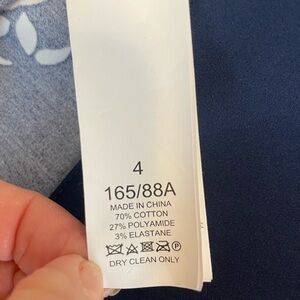 4
165/88A
MADE IN CHINA
70% COTTON
27% POLYAMIDE
3% ELASTANE
DRY CLEAN ONLY